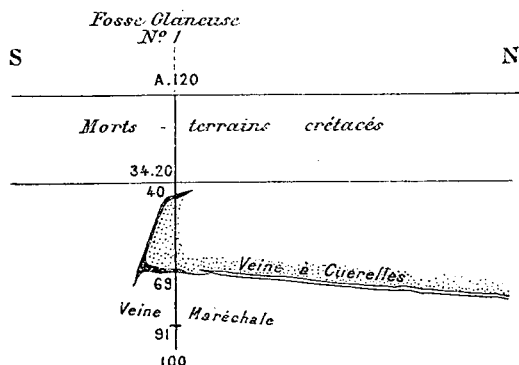 Fosse Glaneuse
Nº 1
S
N
A.120
Morts - terrains crétacés
34.20
40
Veine à Cuerelles
69
Veine Maréchale
91
100